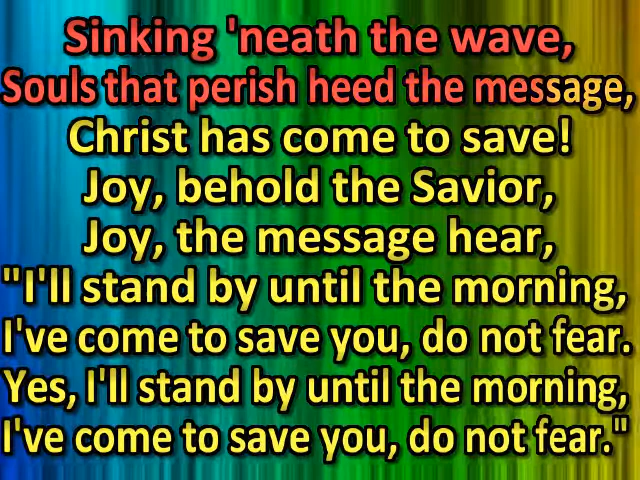 Sinking 'neath the wave,
Souls that perish heed the message,
Christ has come to save!
Joy, behold the Savior,
Joy, the message hear,
"I'll stand by until the morning,
I've come to save you, do not fear.
Yes, I'll stand by until the morning,
I've come to save you, do not fear."